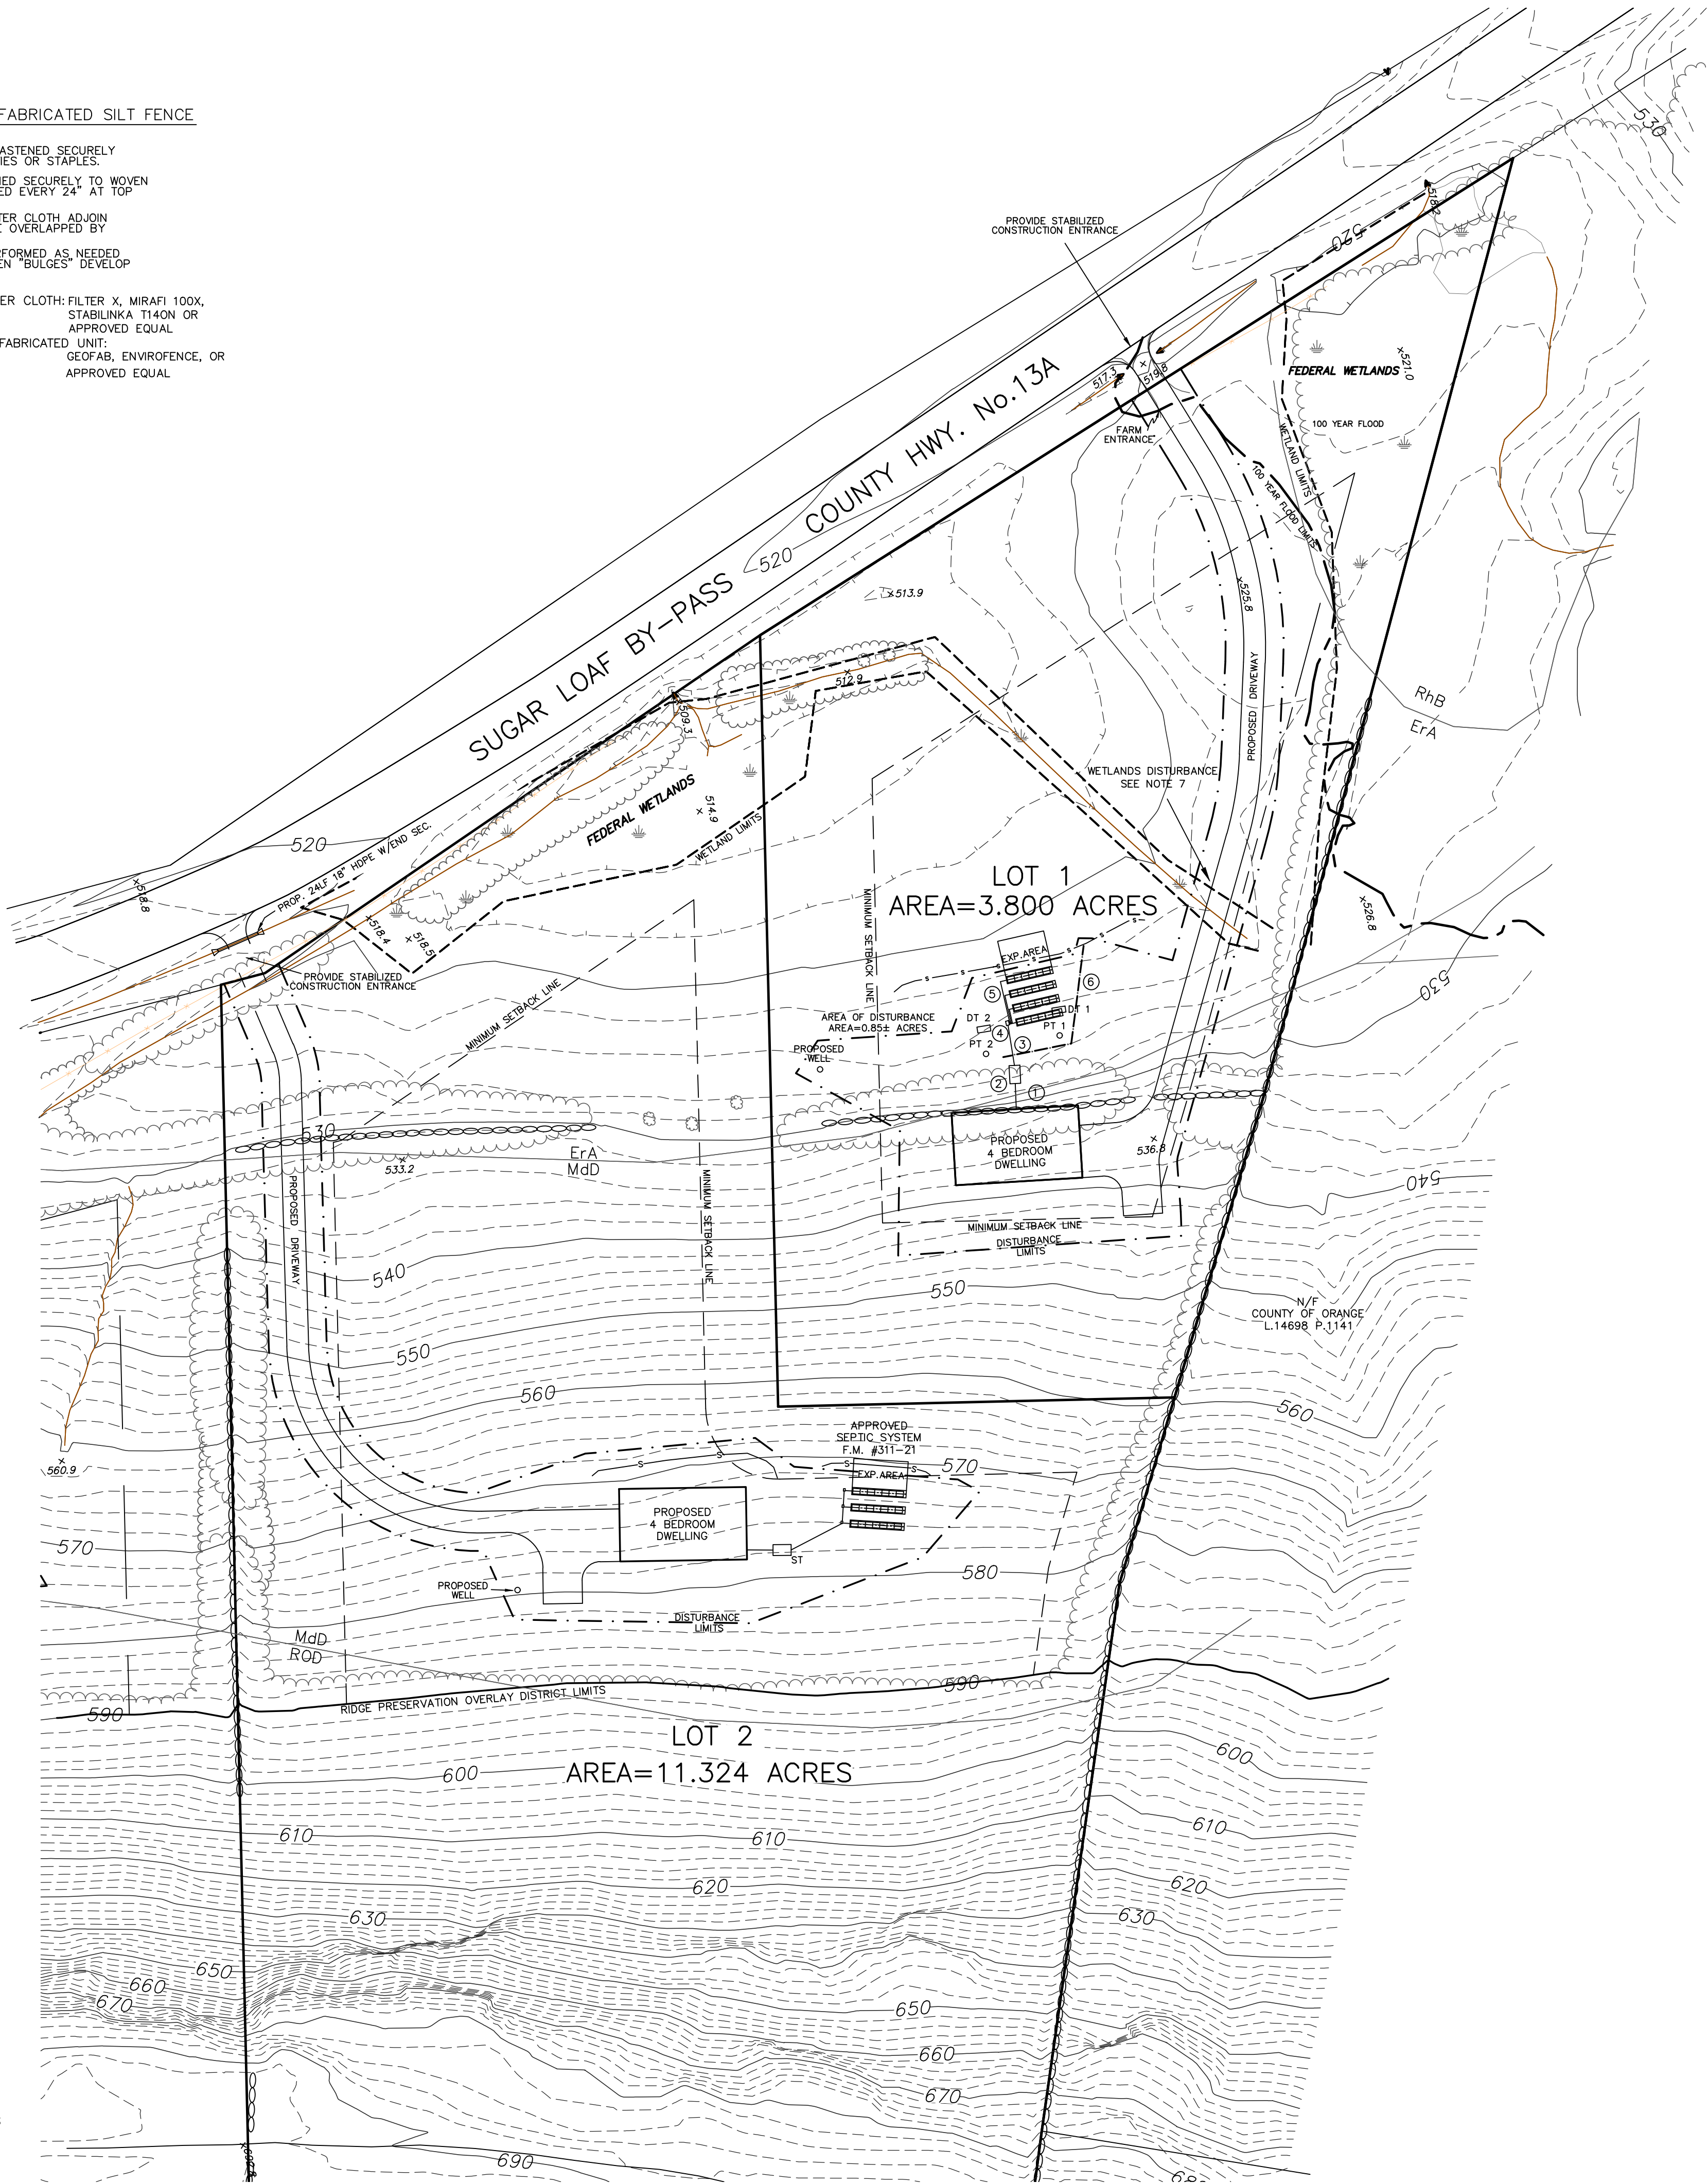 FABRICATED SILT FENCE
ASTENED SECURELY
IES OR STAPLES.
NED SECURELY TO WOVEN
ED EVERY 24" AT TOP
TER CLOTH ADJOIN
E OVERLAPPED BY
RFORMED AS NEEDED
EN "BULGES" DEVELOP
ER CLOTH: FILTER X, MIRAFI 100X,
STABILINKA T140N OR
APPROVED EQUAL
FABRICATED UNIT:
GEOFAB, ENVIROFENCE, OR
APPROVED EQUAL
530
518.2
520
PROVIDE STABILIZED
CONSTRUCTION ENTRANCE
517.3
519.8
FARM
ENTRANCE
521.0
FEDERAL WETLANDS
100 YEAR FLOOD
WETLAND LIMITS
100 YEAR FLOOD LIMITS
SUGAR LOAF BY-PASS
COUNTY HWY. No.13A
520
513.9
525.8
PROPOSED DRIVEWAY
512.9
509.3
RhB
ErA
WETLANDS DISTURBANCE
SEE NOTE 7
FEDERAL WETLANDS
514.9
WETLAND LIMITS
520
518.8
PROP. 24LF 18" HDPE W/END SEC.
518.4
518.5
PROVIDE STABILIZED
CONSTRUCTION ENTRANCE
MINIMUM SETBACK LINE
MINIMUM SETBACK LINE
LOT 1
AREA=3.800 ACRES
526.8
530
S S S S S
EXP.AREA
5
6
AREA OF DISTURBANCE
AREA=0.85± ACRES
DT 2
DT 1
4
PT 1
PT 2
3
PROPOSED
WELL
2
1
530
ErA
MdD
533.2
PROPOSED
4 BEDROOM
DWELLING
536.8
540
PROPOSED DRIVEWAY
MINIMUM SETBACK LINE
MINIMUM SETBACK LINE
DISTURBANCE
LIMITS
540
550
N/F
COUNTY OF ORANGE
L.14698 P.1141
550
560
560
APPROVED
SEPTIC SYSTEM
F.M. #311-21
560.9
S S S S
EXP.AREA
570
PROPOSED
4 BEDROOM
DWELLING
570
ST
580
PROPOSED
WELL
DISTURBANCE
LIMITS
MdD
ROD
590
590
RIDGE PRESERVATION OVERLAY DISTRICT LIMITS
LOT 2
AREA=11.324 ACRES
600
600
610
610
610
620
620
630
630
650
660
670
650
660
670
690